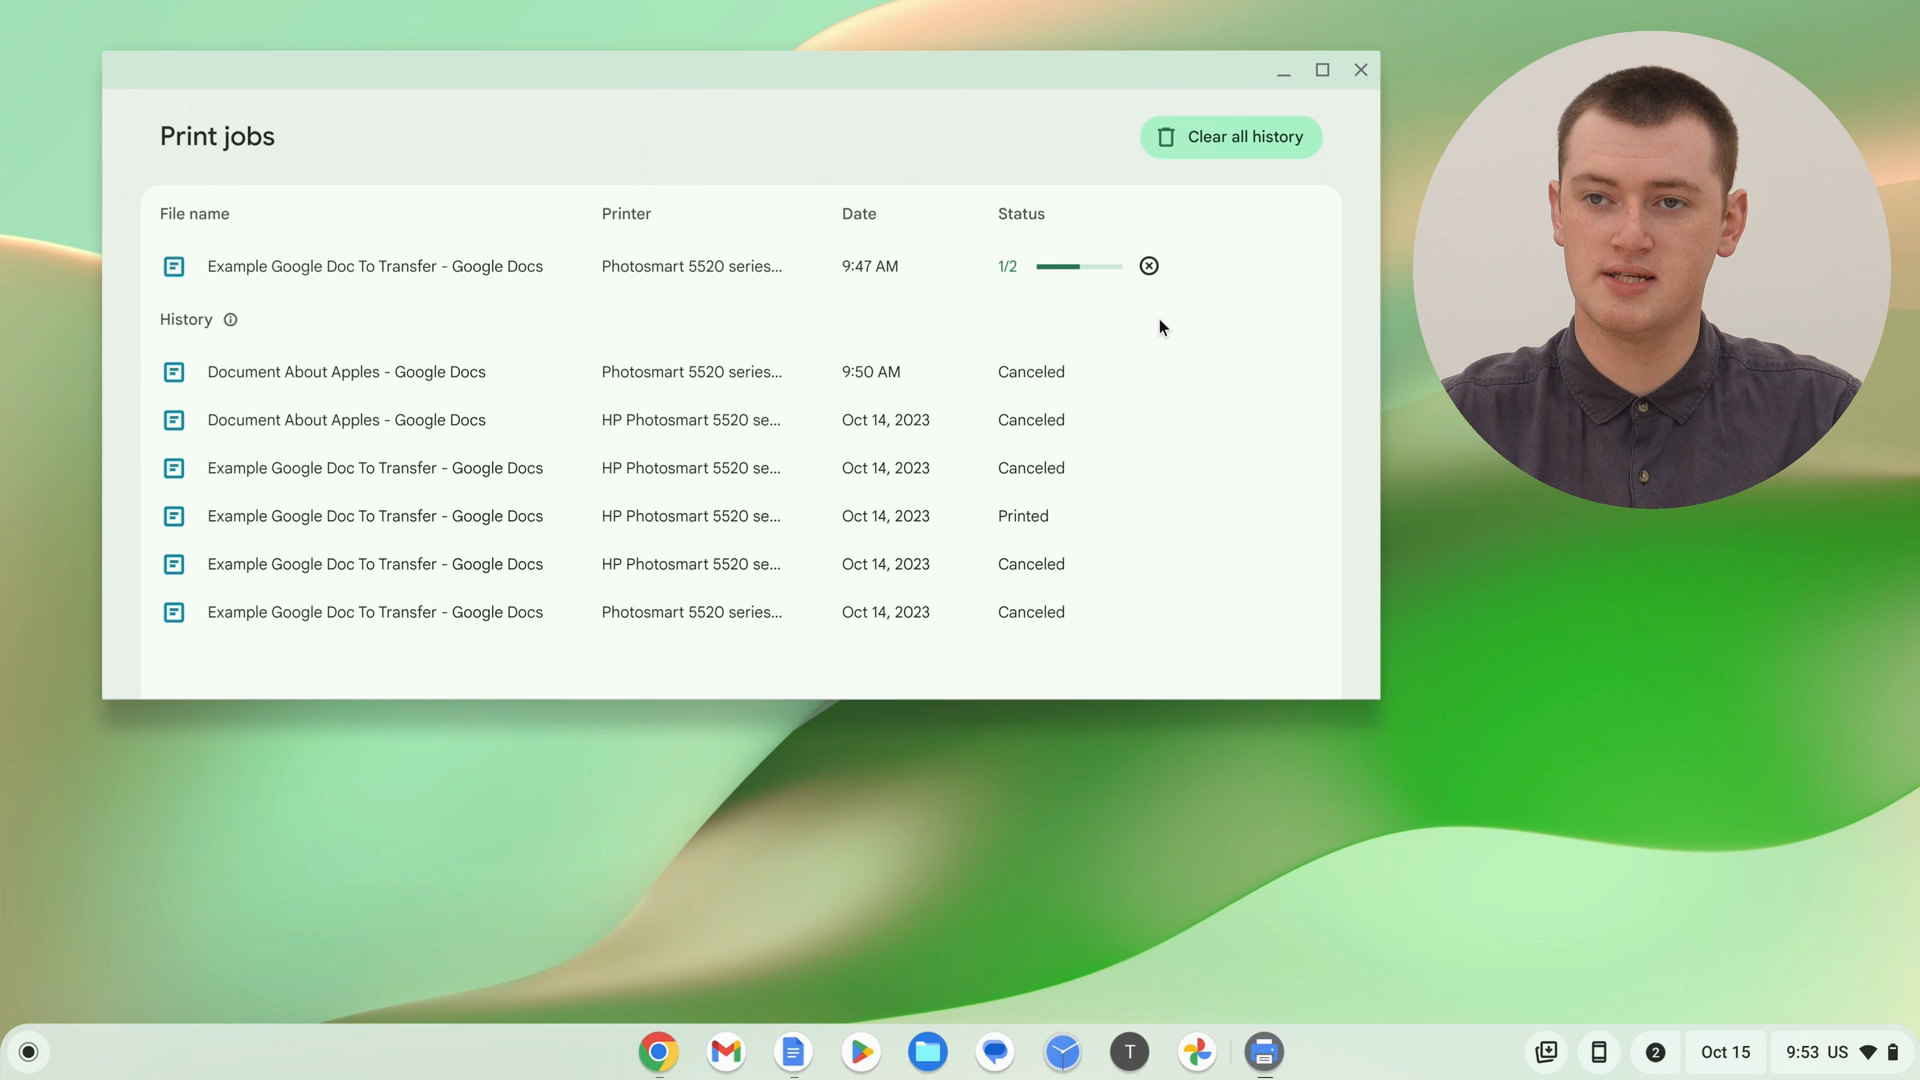 Print jobs
Clear all history
File name Printer Date Status
Example Google Doc To Transfer - Google Docs Photosmart 5520 series... 9:47 AM 1/2
History
Document About Apples - Google Docs Photosmart 5520 series... 9:50 AM Canceled
Document About Apples - Google Docs HP Photosmart 5520 se... Oct 14, 2023 Canceled
Example Google Doc To Transfer - Google Docs HP Photosmart 5520 se... Oct 14, 2023 Canceled
Example Google Doc To Transfer - Google Docs HP Photosmart 5520 se... Oct 14, 2023 Printed
Example Google Doc To Transfer - Google Docs HP Photosmart 5520 se... Oct 14, 2023 Canceled
Example Google Doc To Transfer - Google Docs Photosmart 5520 series... Oct 14, 2023 Canceled
T 2 Oct 15 9:53 US